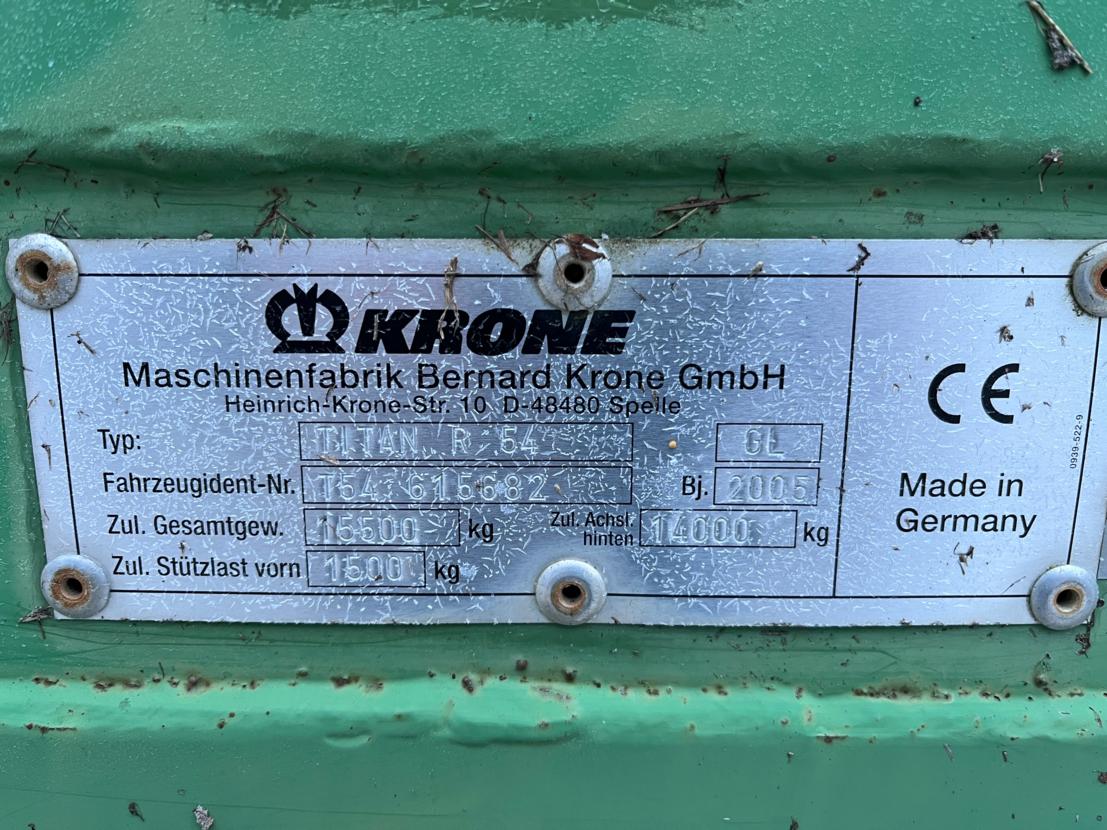 KRONE
Maschinenfabrik Bernard Krone GmbH
Heinrich-Krone-Str. 10 D-48480 Spelle
Typ: TITAN R 54 GL
Fahrzeugident-Nr. T54 615682 Bj. 2005
Zul. Gesamtgew. 15500 kg Zul. Achsl. hinten 14000 kg
Zul. Stützlast vorn 1500 kg
CE
Made in
Germany
0939-522-9